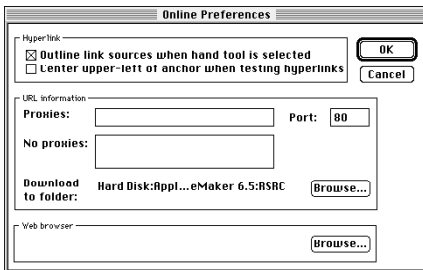 Online Preferences
Hyperlink
Outline link sources when hand tool is selected
Center upper-left of anchor when testing hyperlinks
OK
Cancel
URL information
Proxies:
Port: 80
No proxies:
Download to folder:
Hard Disk:Appl...eMaker 6.5:RSRC
Browse...
Web browser
Browse...